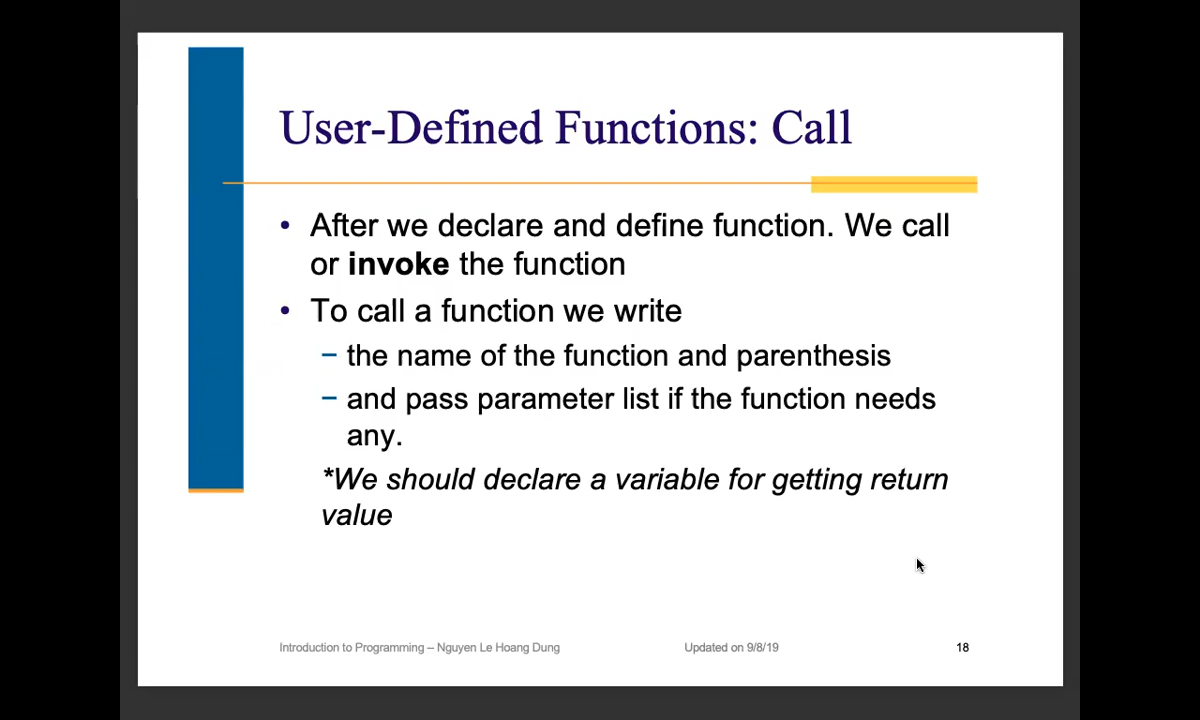 User-Defined Functions: Call
• After we declare and define function. We call
or invoke the function
• To call a function we write
– the name of the function and parenthesis
– and pass parameter list if the function needs
any.
*We should declare a variable for getting return
value
Introduction to Programming – Nguyen Le Hoang Dung Updated on 9/8/19 18